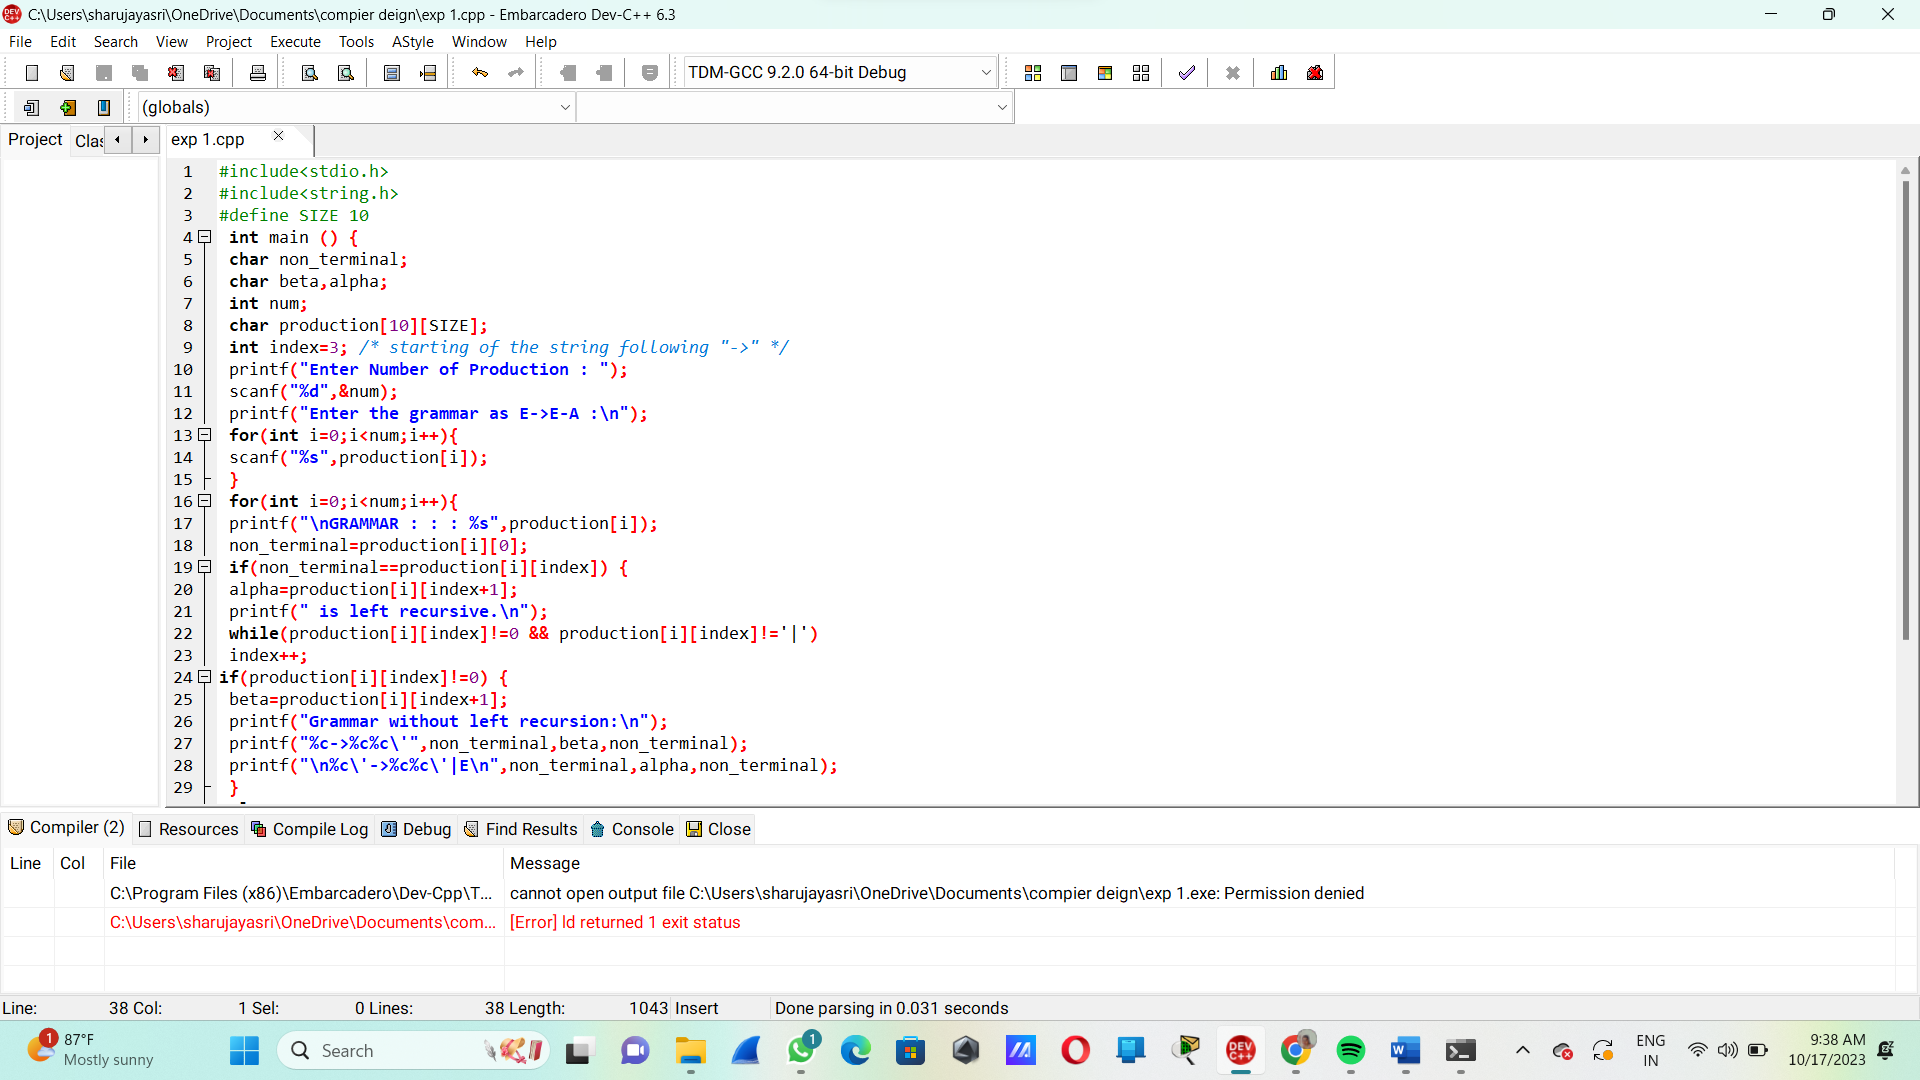 C:\Users\sharujayasri\OneDrive\Documents\compier deign\exp 1.cpp - Embarcadero Dev-C++ 6.3
File Edit Search View Project Execute Tools AStyle Window Help
TDM-GCC 9.2.0 64-bit Debug
(globals)
Project Clas exp 1.cpp
1 #include<stdio.h>
2 #include<string.h>
3 #define SIZE 10
4 int main () {
5 char non_terminal;
6 char beta,alpha;
7 int num;
8 char production[10][SIZE];
9 int index=3; /* starting of the string following "->" */
10 printf("Enter Number of Production : ");
11 scanf("%d",&num);
12 printf("Enter the grammar as E->E-A :\n");
13 for(int i=0;i<num;i++){
14 scanf("%s",production[i]);
15 }
16 for(int i=0;i<num;i++){
17 printf("\nGRAMMAR : : : %s",production[i]);
18 non_terminal=production[i][0];
19 if(non_terminal==production[i][index]) {
20 alpha=production[i][index+1];
21 printf(" is left recursive.\n");
22 while(production[i][index]!=0 && production[i][index]!='|')
23 index++;
24 if(production[i][index]!=0) {
25 beta=production[i][index+1];
26 printf("Grammar without left recursion:\n");
27 printf("%c->%c%c\'",non_terminal,beta,non_terminal);
28 printf("\n%c\'->%c%c\'|E\n",non_terminal,alpha,non_terminal);
29 }
Compiler (2) Resources Compile Log Debug Find Results Console Close
Line Col File Message
C:\Program Files (x86)\Embarcadero\Dev-Cpp\T... cannot open output file C:\Users\sharujayasri\OneDrive\Documents\compier deign\exp 1.exe: Permission denied
C:\Users\sharujayasri\OneDrive\Documents\com... [Error] ld returned 1 exit status
Line: 38 Col: 1 Sel: 0 Lines: 38 Length: 1043 Insert Done parsing in 0.031 seconds
1 87°F
Mostly sunny
Search
1
DEV C++
ENG
IN
9:38 AM
10/17/2023